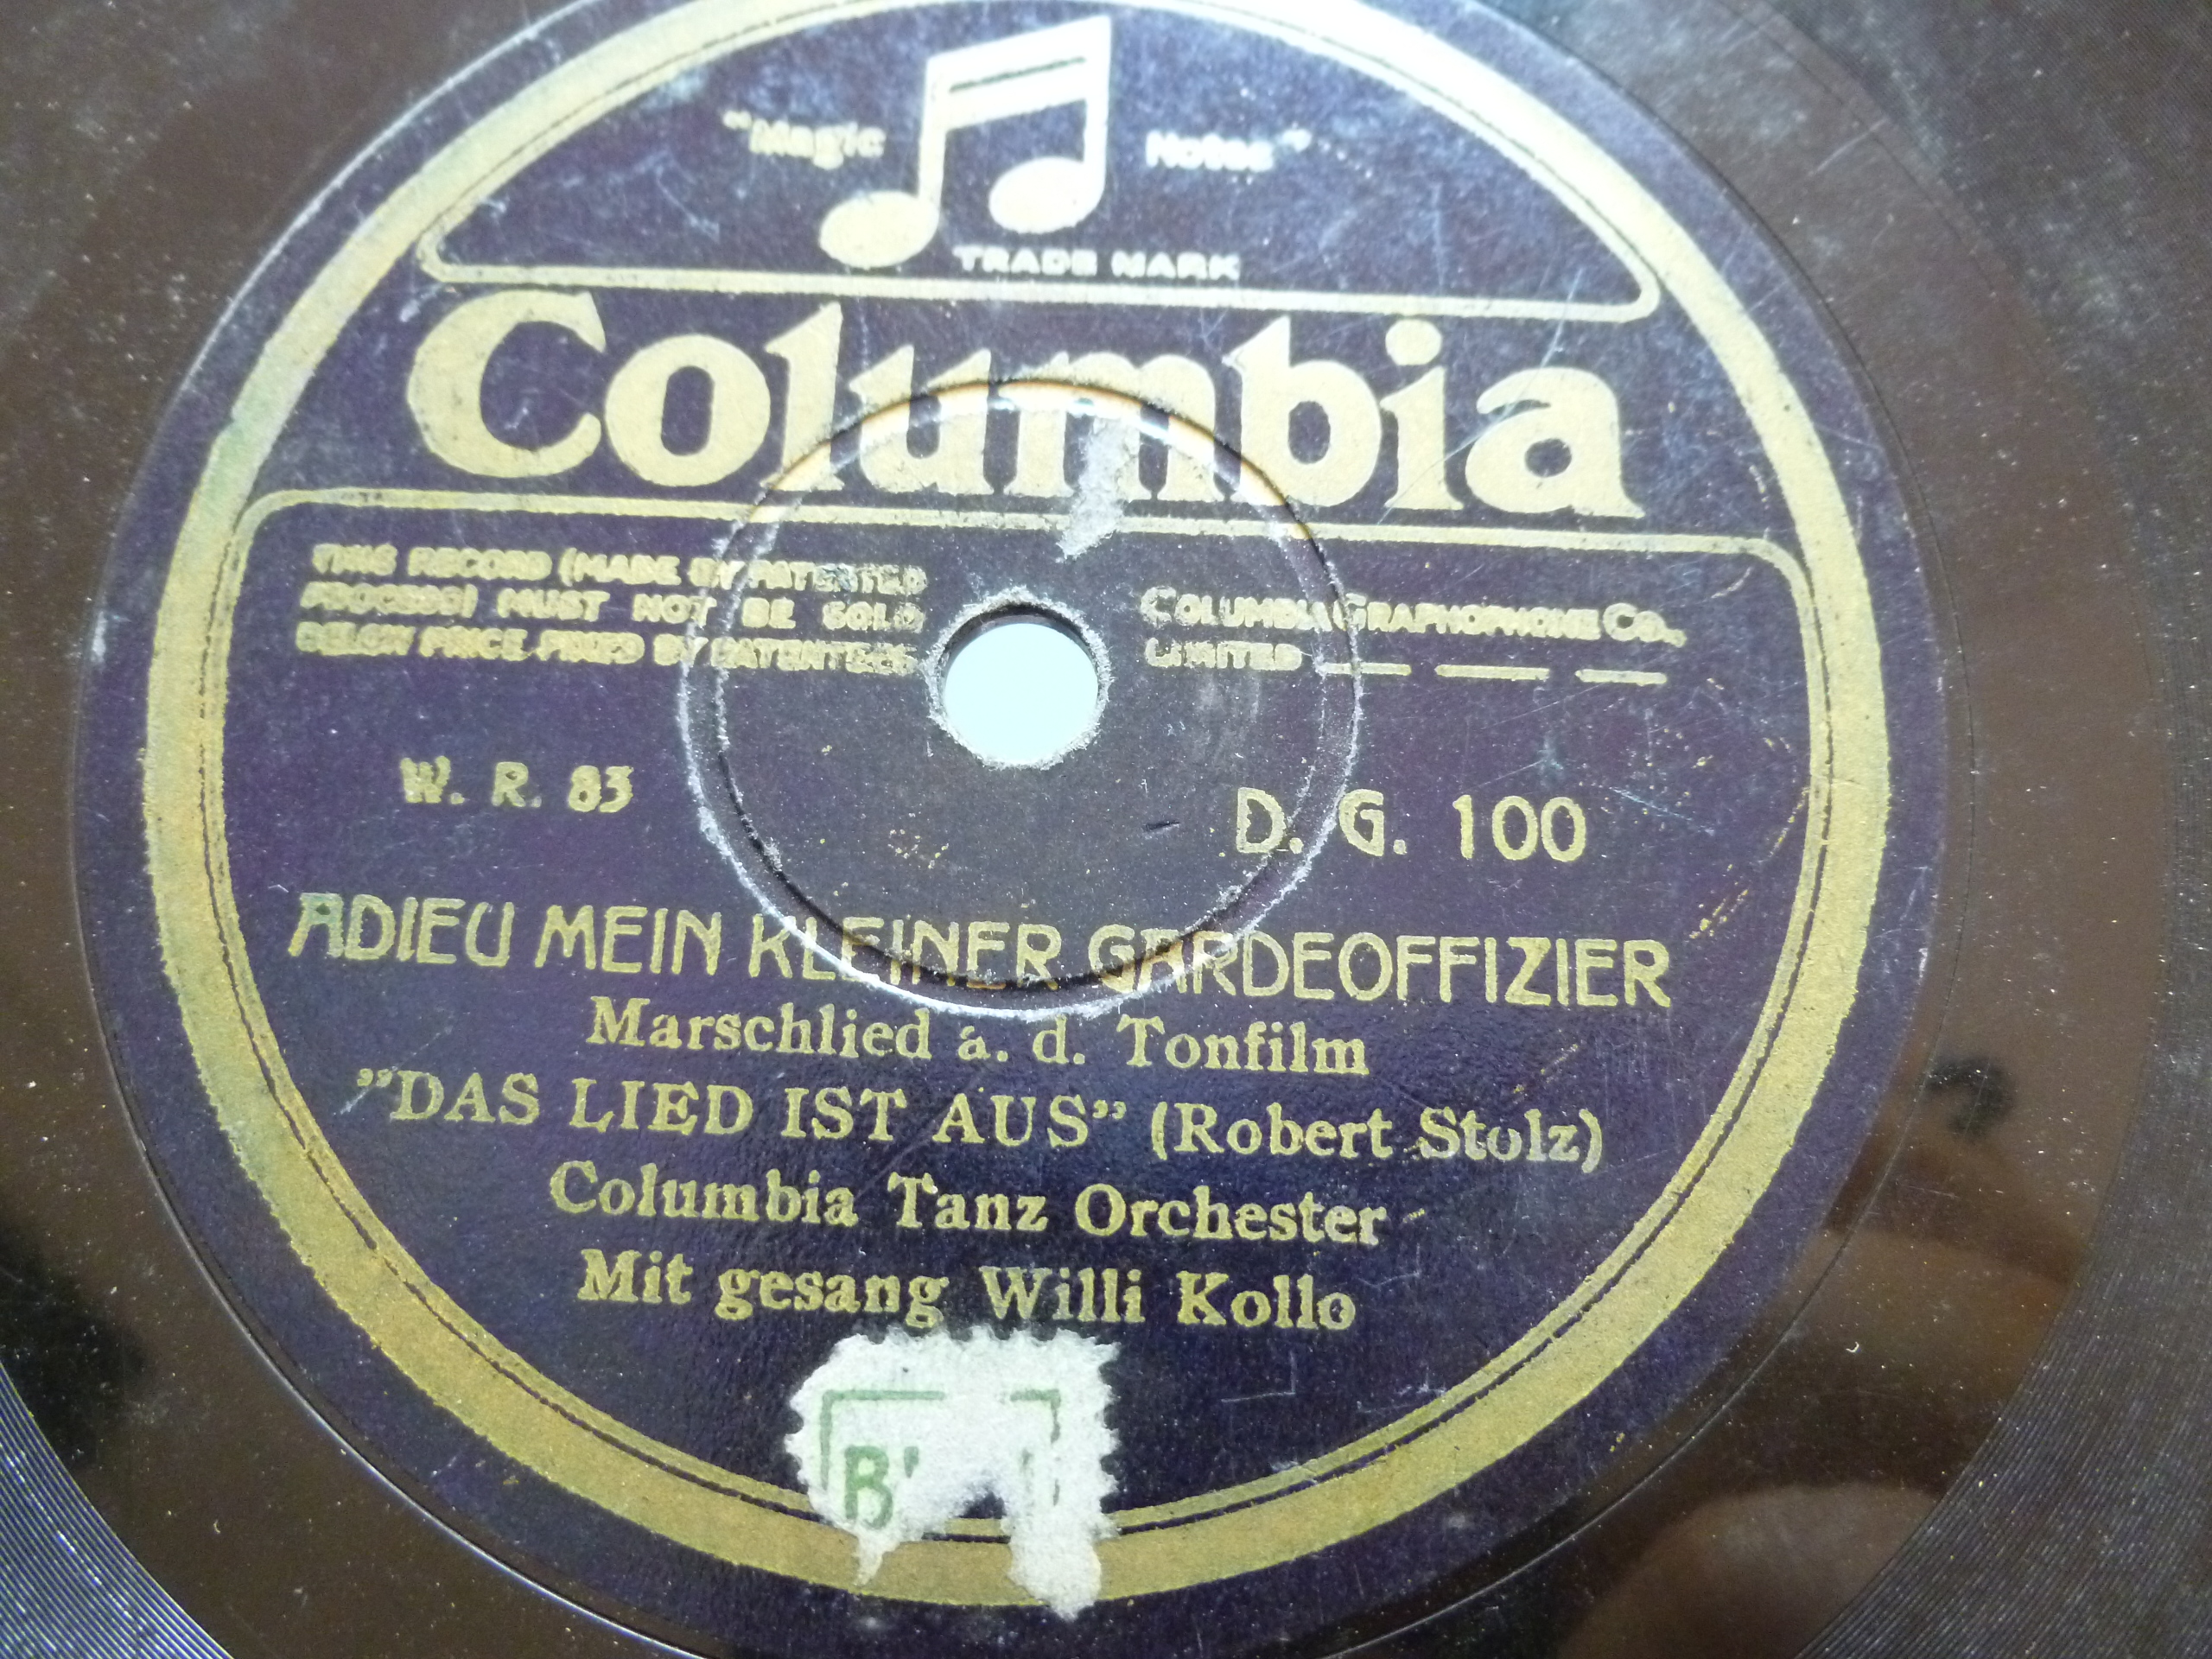 "Magic Notes"
TRADE MARK
Columbia
THIS RECORD (MADE BY PATENTED
PROCESS) MUST NOT BE SOLD
BELOW PRICE FIXED BY PATENTEES
COLUMBIA GRAPHOPHONE CO.,
LIMITED
W. R. 83
D. G. 100
ADIEU MEIN KLEINER GARDEOFFIZIER
Marschlied a. d. Tonfilm
"DAS LIED IST AUS" (Robert Stolz)
Columbia Tanz Orchester
Mit gesang Willi Kollo